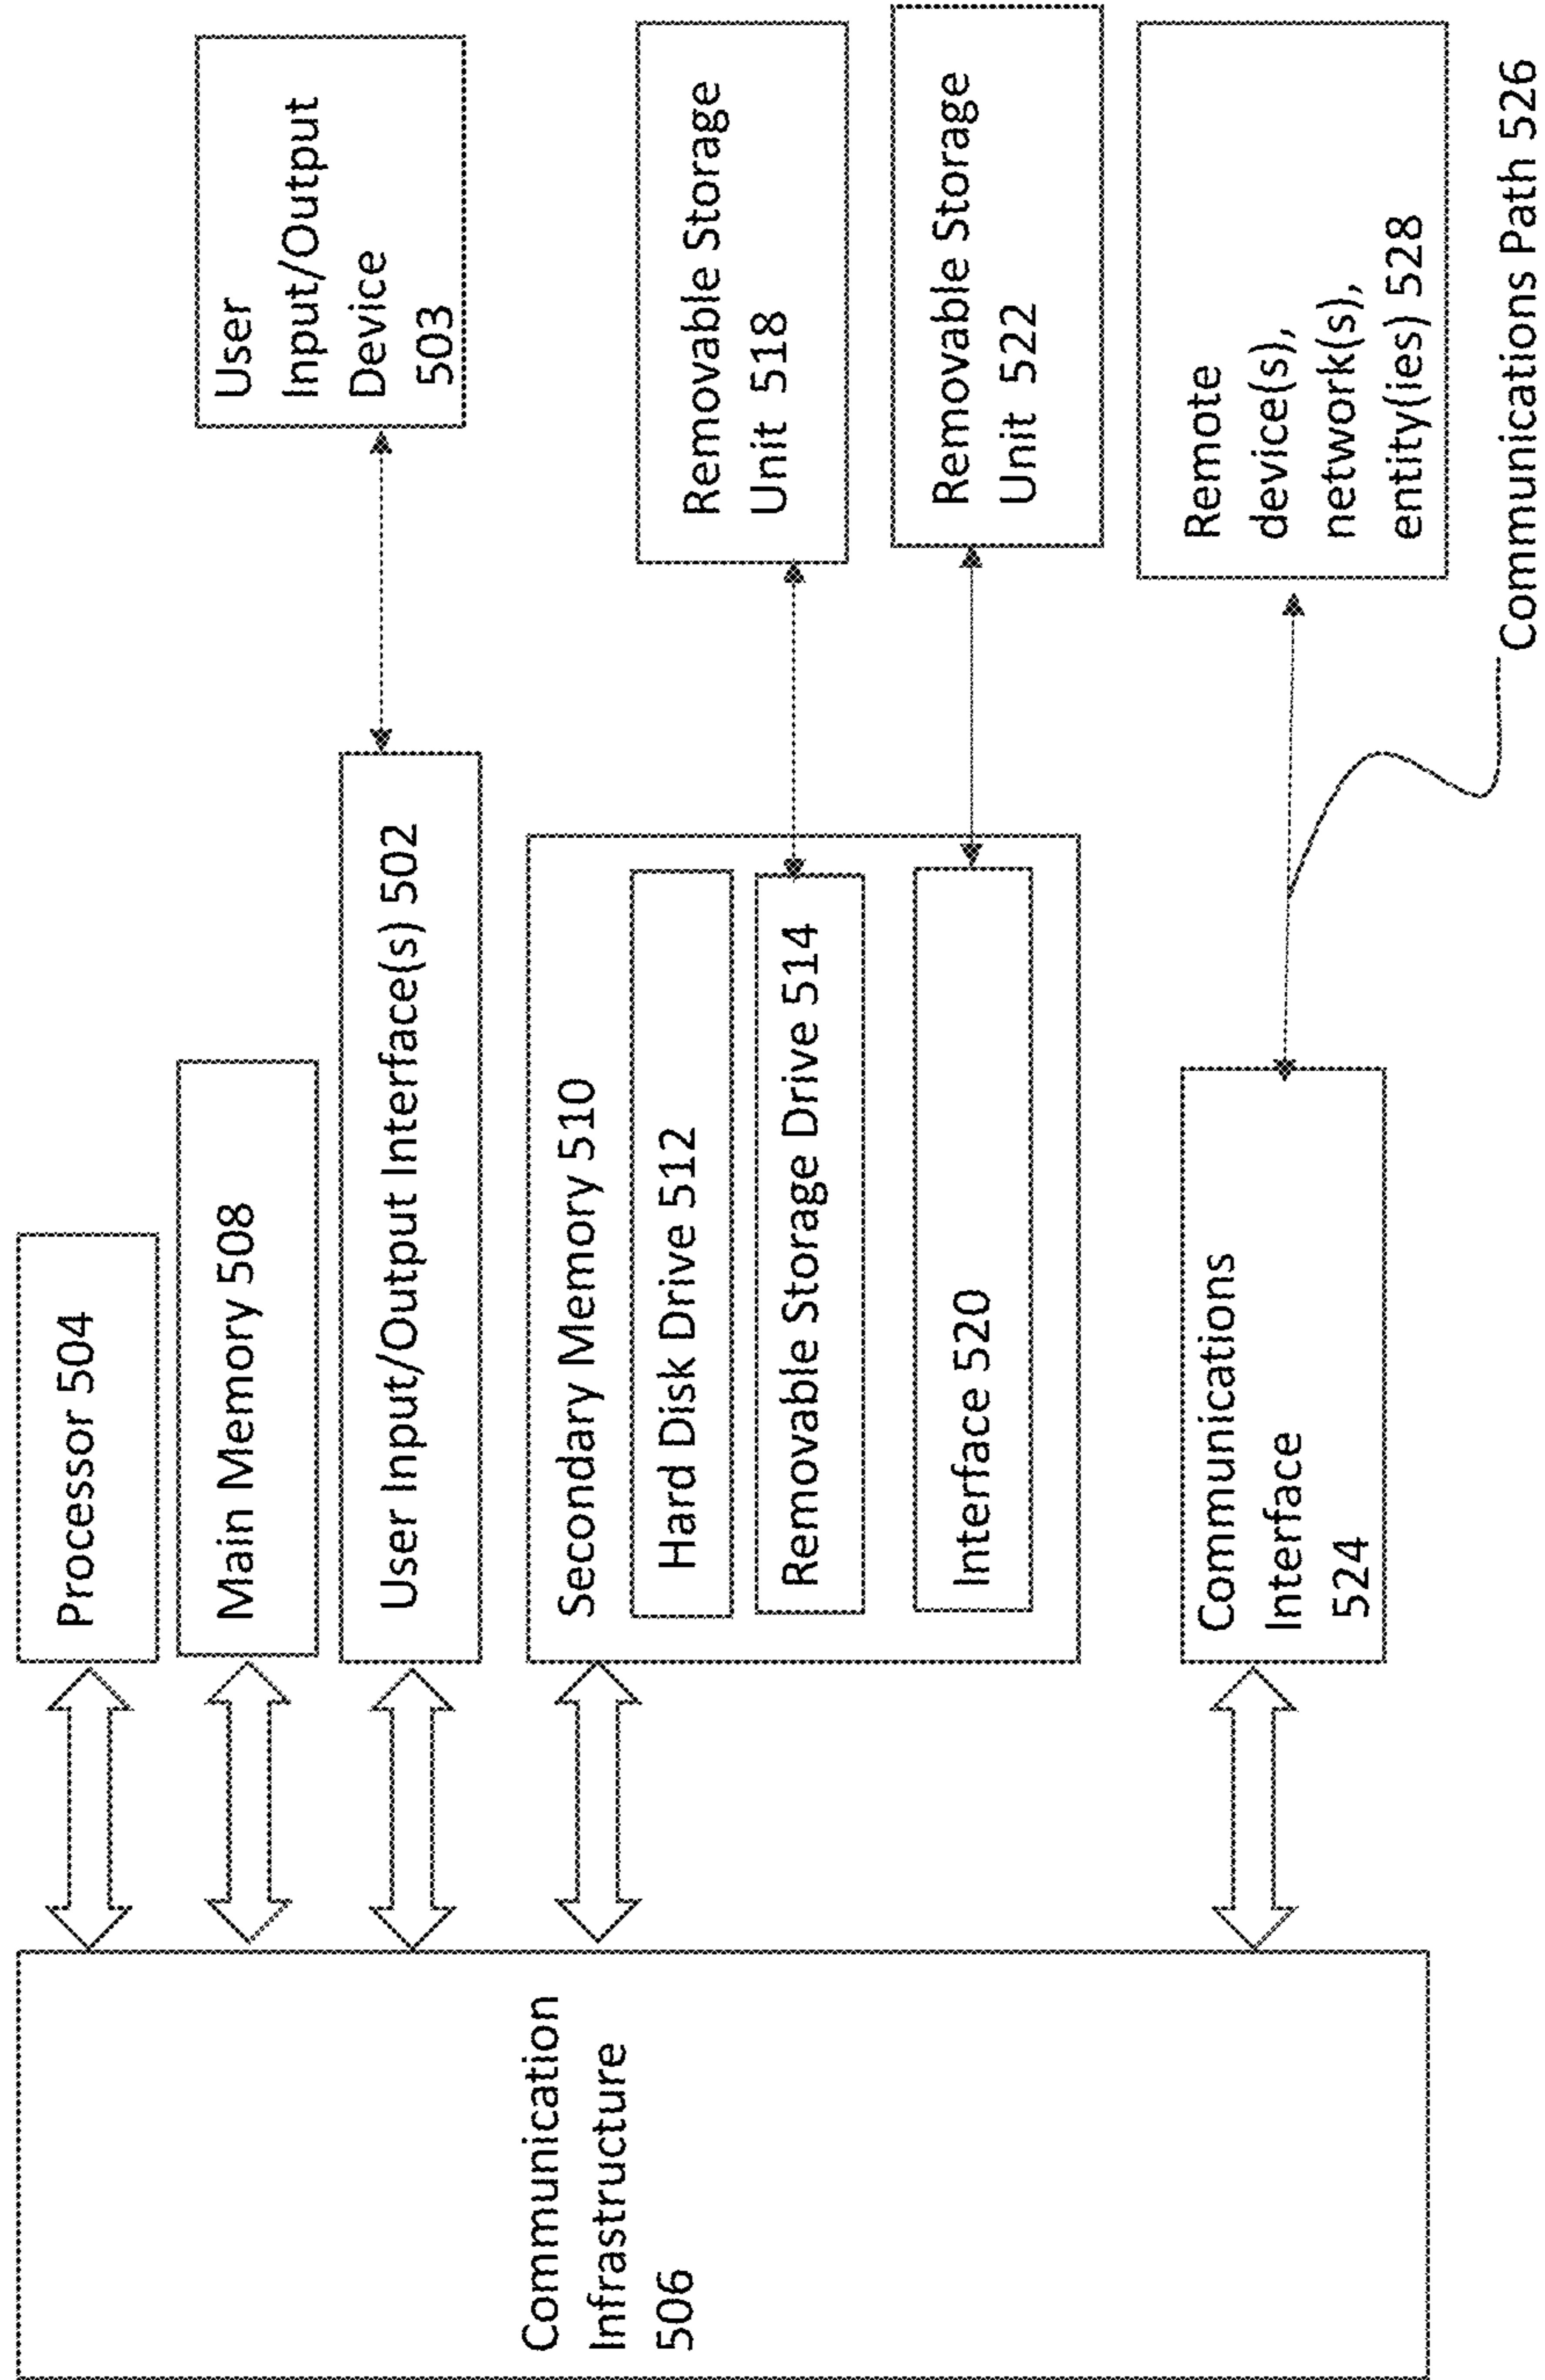 Communication
Infrastructure
506
Processor 504
Main Memory 508
User Input/Output Interface(s) 502
User
Input/Output
Device
503
Secondary Memory 510
Hard Disk Drive 512
Removable Storage Drive 514
Interface 520
Removable Storage
Unit 518
Removable Storage
Unit 522
Communications
Interface
524
Remote
device(s),
network(s),
entity(ies) 528
Communications Path 526